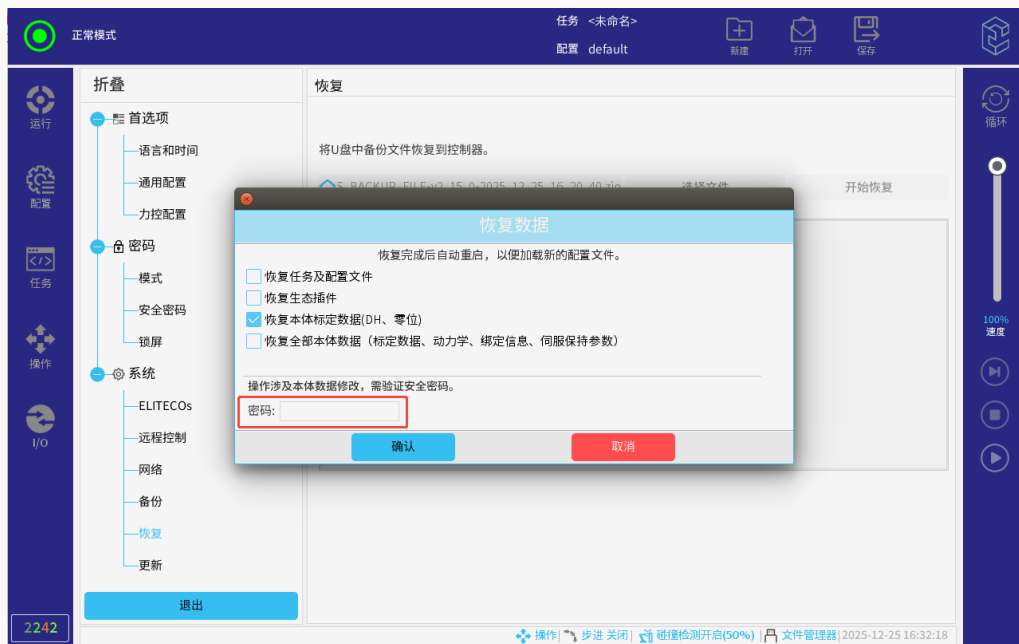 正常模式
任务 <未命名>
配置 default
新建
打开
保存
运行
配置
任务
操作
I/O
2242
折叠
首选项
语言和时间
通用配置
力控配置
密码
模式
安全密码
锁屏
系统
ELITECOs
远程控制
网络
备份
恢复
更新
退出
恢复
将U盘中备份文件恢复到控制器。
S_BACKUP_FILE-v2_15_0-2025_12_25-16_20_40.zip
选择文件
开始恢复
恢复数据
恢复完成后自动重启，以便加载新的配置文件。
恢复任务及配置文件
恢复生态插件
恢复本体标定数据(DH、零位)
恢复全部本体数据（标定数据、动力学、绑定信息、伺服保持参数）
操作涉及本体数据修改，需验证安全密码。
密码:
确认
取消
循环
100%
速度
操作| 步进 关闭| 碰撞检测开启(50%) | 文件管理器| 2025-12-25 16:32:18